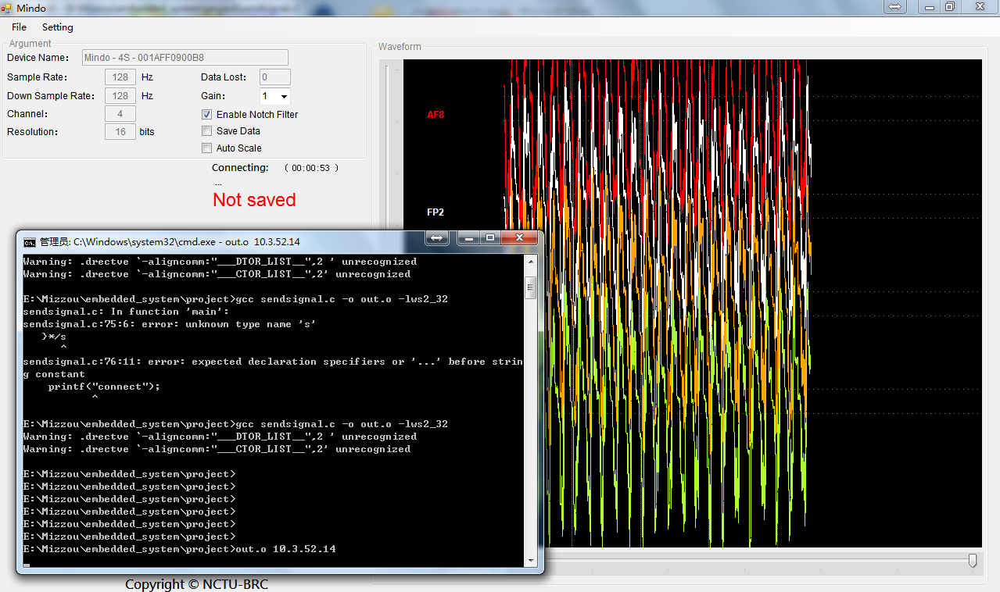 Mindo
File Setting
Argument
Device Name: Mindo - 4S - 001AFF0900B8
Sample Rate: 128 Hz
Down Sample Rate: 128 Hz
Channel: 4
Resolution: 16 bits
Data Lost: 0
Gain: 1
Enable Notch Filter
Save Data
Auto Scale
Connecting: ( 00:00:53 )
...
Not saved
Waveform
AF8
FP2
管理员: C:\Windows\system32\cmd.exe - out.o 10.3.52.14
Warning: .drectve `-aligncomm:"___DTOR_LIST__",2 ' unrecognized
Warning: .drectve `-aligncomm:"___CTOR_LIST__",2' unrecognized
E:\Mizzou\embedded_system\project>gcc sendsignal.c -o out.o -lws2_32
sendsignal.c: In function 'main':
sendsignal.c:75:6: error: unknown type name 's'
}*/s
^
sendsignal.c:76:11: error: expected declaration specifiers or '...' before strin
g constant
printf("connect");
^
E:\Mizzou\embedded_system\project>gcc sendsignal.c -o out.o -lws2_32
Warning: .drectve `-aligncomm:"___DTOR_LIST__",2 ' unrecognized
Warning: .drectve `-aligncomm:"___CTOR_LIST__",2' unrecognized
E:\Mizzou\embedded_system\project>
E:\Mizzou\embedded_system\project>
E:\Mizzou\embedded_system\project>
E:\Mizzou\embedded_system\project>
E:\Mizzou\embedded_system\project>
E:\Mizzou\embedded_system\project>
E:\Mizzou\embedded_system\project>out.o 10.3.52.14
Copyright © NCTU-BRC